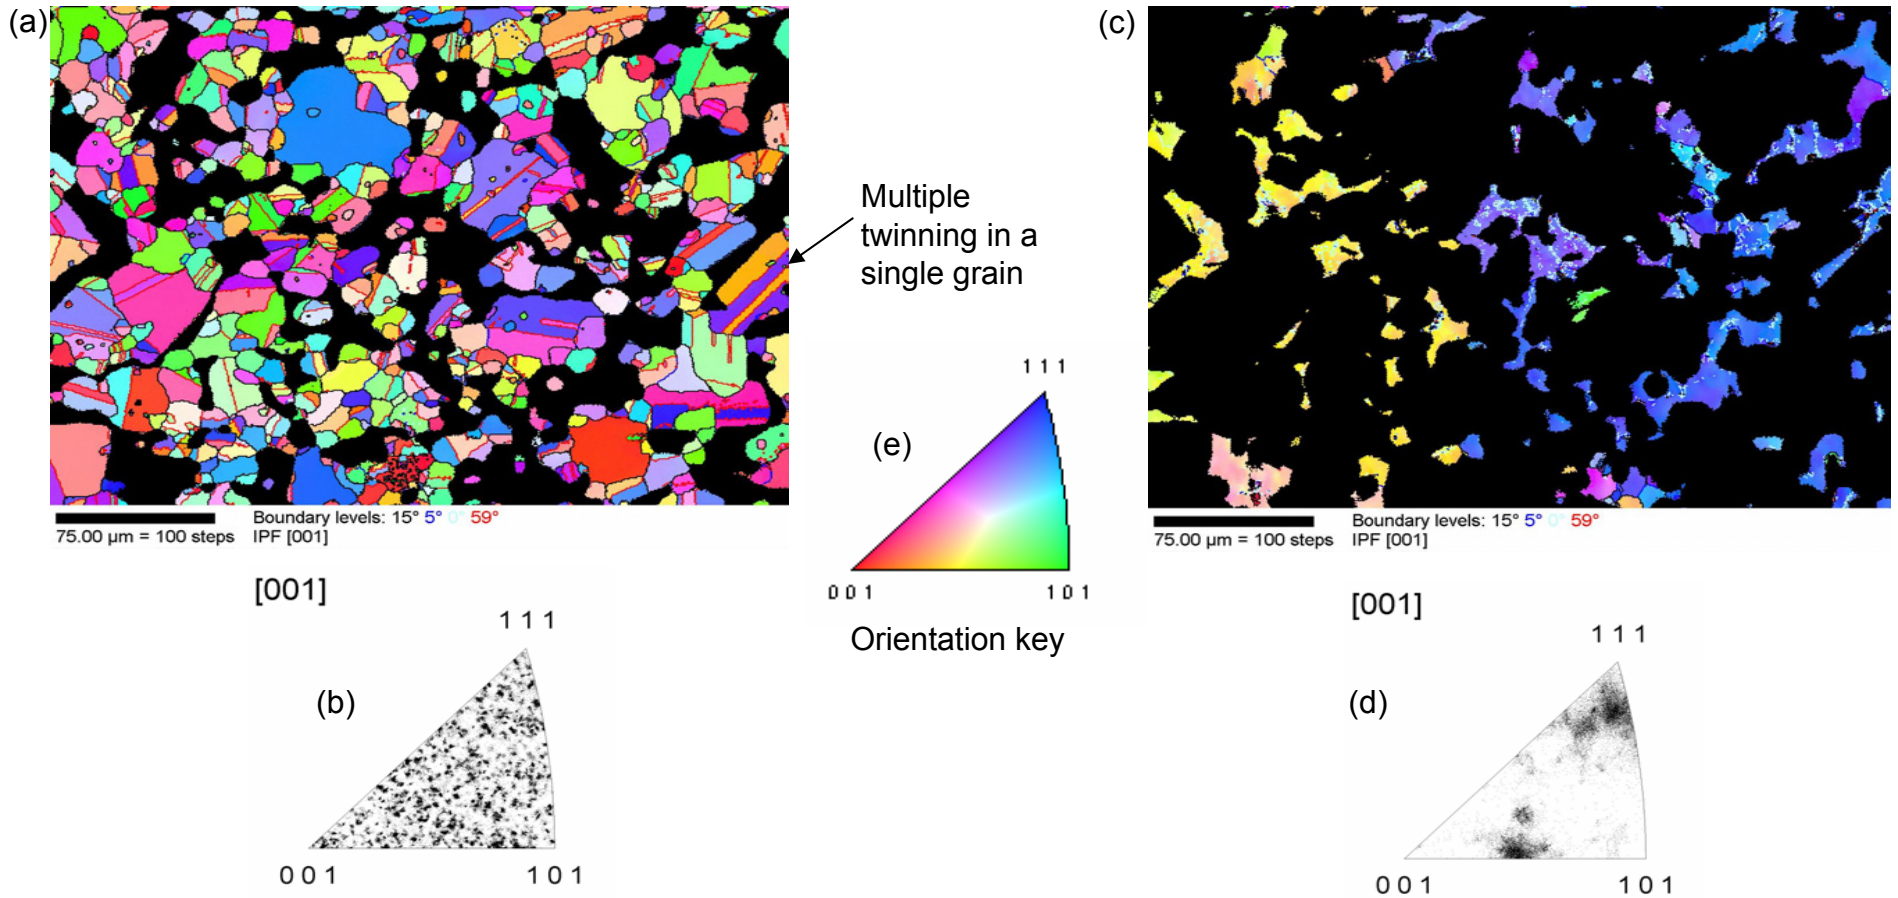 (a)
Multiple
twinning in a
single grain
Boundary levels: 15° 5° 0° 59°
75.00 µm = 100 steps IPF [001]
[001]
1 1 1
(b)
0 0 1 1 0 1
1 1 1
(e)
0 0 1 1 0 1
Orientation key
(c)
Boundary levels: 15° 5° 0° 59°
75.00 µm = 100 steps IPF [001]
[001]
1 1 1
(d)
0 0 1 1 0 1